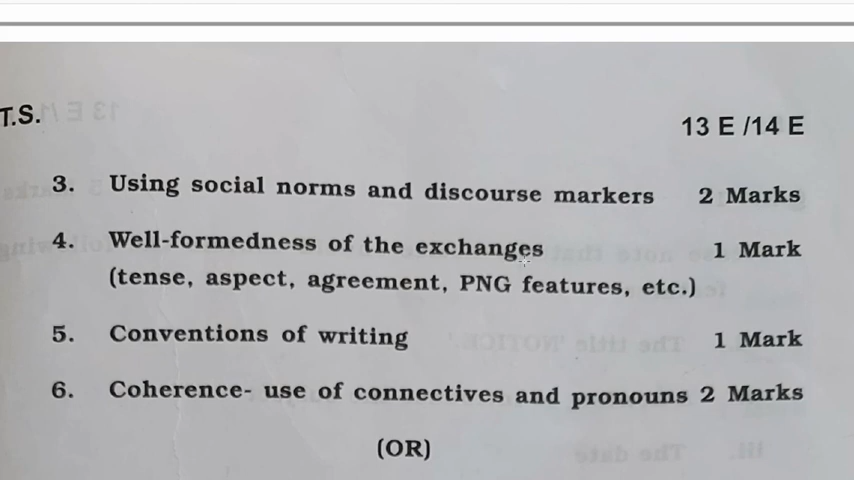 T.S.
13 E /14 E
3. Using social norms and discourse markers 2 Marks
4. Well-formedness of the exchanges 1 Mark
(tense, aspect, agreement, PNG features, etc.)
5. Conventions of writing 1 Mark
6. Coherence- use of connectives and pronouns 2 Marks
(OR)